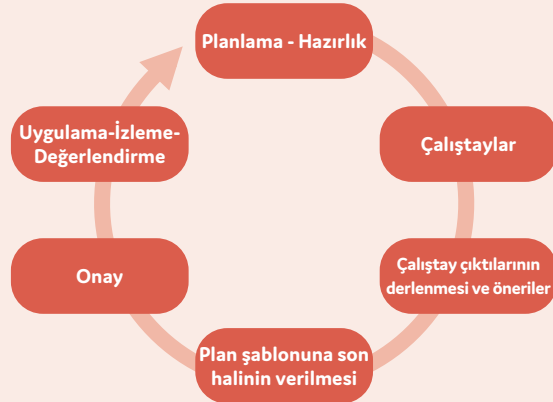 Planlama - Hazırlık
Çalıştaylar
Çalıştay çıktılarının
derlenmesi ve öneriler
Plan şablonuna son
halinin verilmesi
Onay
Uygulama-İzleme-
Değerlendirme